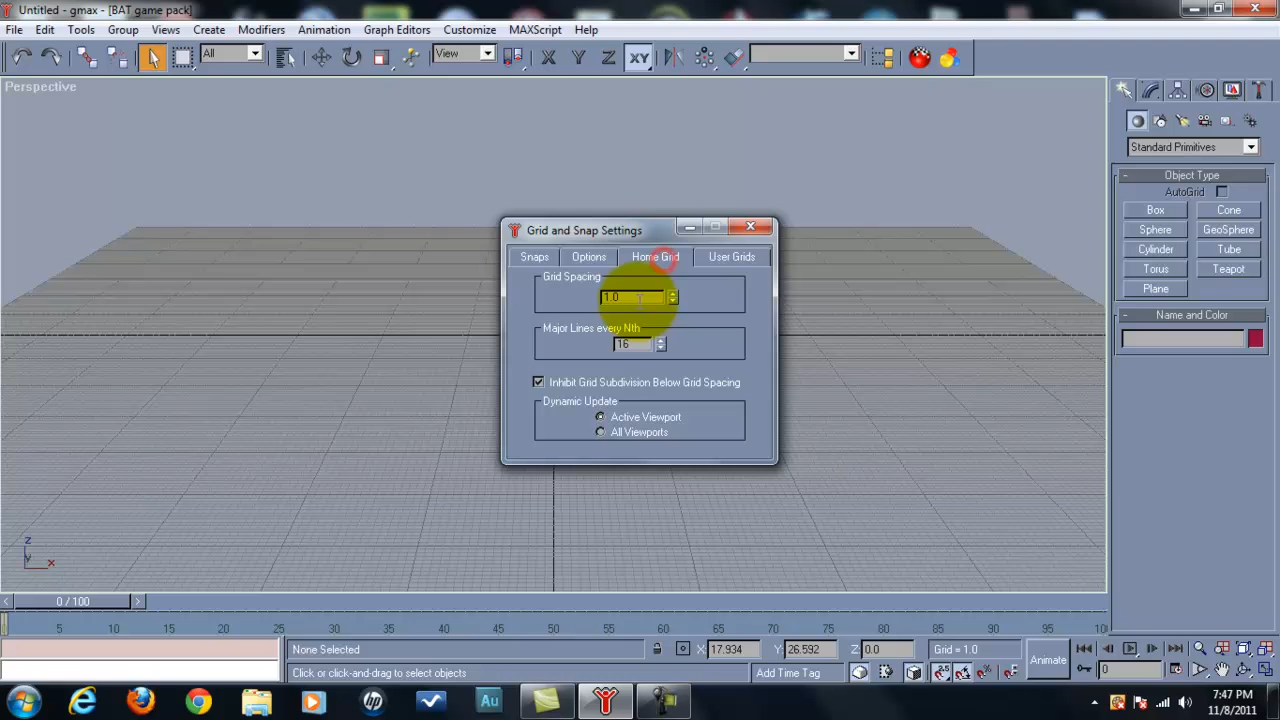 Untitled - gmax - [BAT game pack]
File Edit Tools Group Views Create Modifiers Animation Graph Editors Customize MAXScript Help
All
View
X Y Z XY
Perspective
Standard Primitives
- Object Type
AutoGrid
Box Cone
Sphere GeoSphere
Cylinder Tube
Torus Teapot
Plane
- Name and Color
Grid and Snap Settings
Snaps Options Home Grid User Grids
Grid Spacing
1.0
Major Lines every Nth
16
Inhibit Grid Subdivision Below Grid Spacing
Dynamic Update
Active Viewport
All Viewports
z
y
x
< 0 / 100 >
5 10 15 20 25 30 35 40 45 50 55 60 65 70 75 80 85 90 95 100
None Selected X: 17.934 Y: 26.592 Z: 0.0 Grid = 1.0
Animate
Click or click-and-drag to select objects Add Time Tag
2.5 % 0
hp Au
7:47 PM
11/8/2011